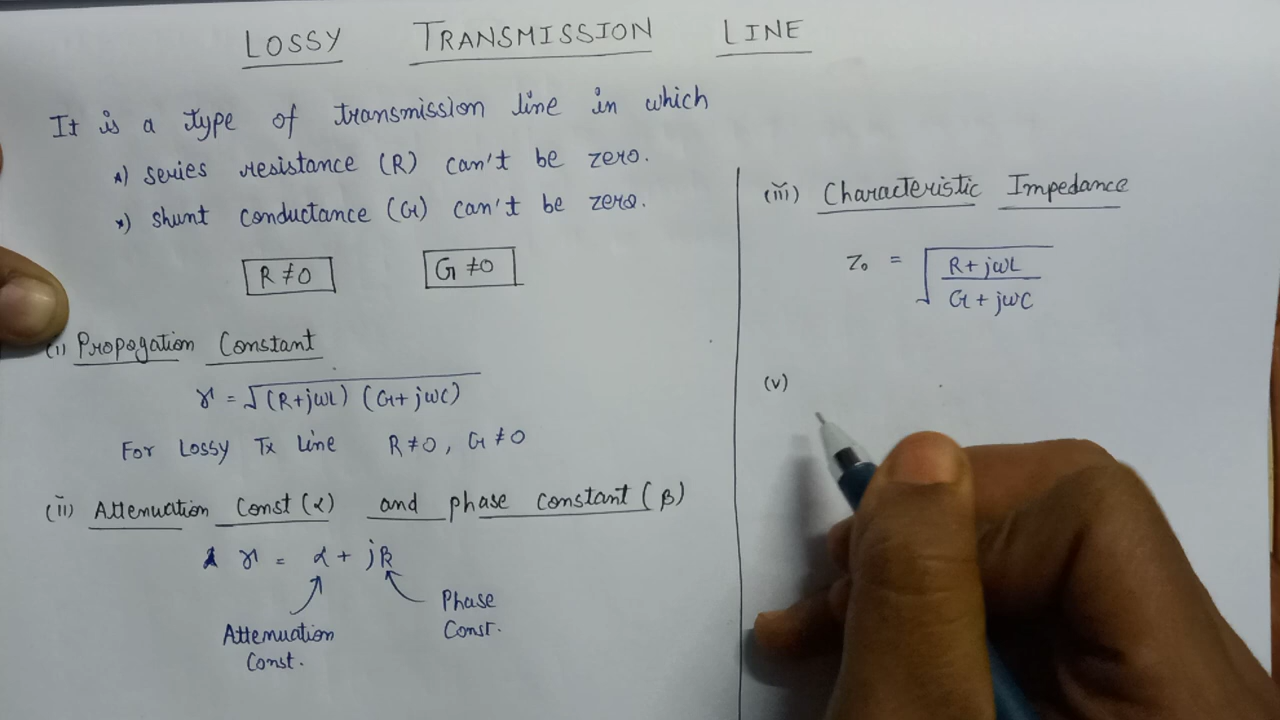 LOSSY TRANSMISSION LINE
It is a type of transmission line in which
*) series resistance (R) can't be zero.
*) shunt conductance (G) can't be zero.
R ≠ 0 G ≠ 0
(i) Propogation Constant
γ = √(R+jωL) (G+jωC)
For Lossy Tx Line R ≠ 0, G ≠ 0
(ii) Attenuation Const (α) and phase constant (β)
γ = α + jβ
Attenuation Const.
Phase Const.
(iii) Characteristic Impedance
Z₀ = √
R + jωL
G + jωC
(v)